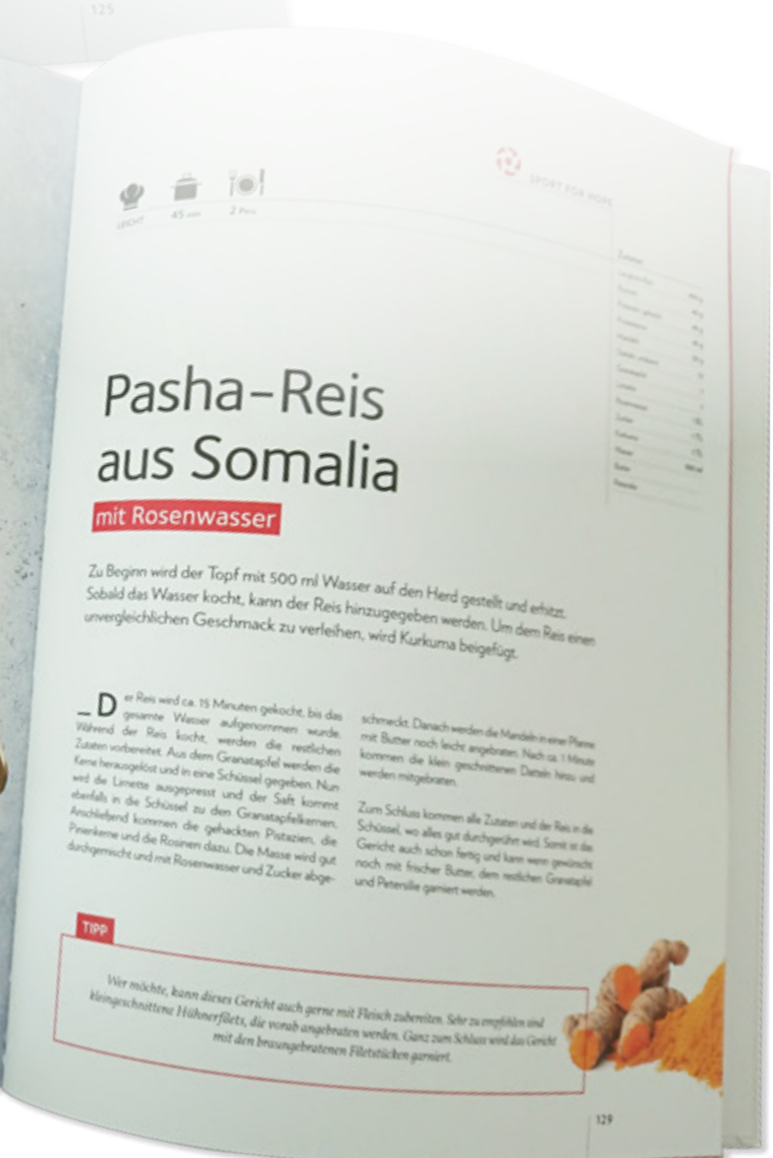 125
LEICHT
45 min
2 Pers.
SPORT FOR HOPE
Zutaten
Pasha-Reis
aus Somalia
mit Rosenwasser
Zu Beginn wird der Topf mit 500 ml Wasser auf den Herd gestellt und erhitzt.
Sobald das Wasser kocht, kann der Reis hinzugegeben werden. Um dem Reis einen
unvergleichlichen Geschmack zu verleihen, wird Kurkuma beigefügt.
_ Der Reis wird ca. 15 Minuten gekocht, bis das
gesamte Wasser aufgenommen wurde.
Während der Reis kocht, werden die restlichen
Zutaten vorbereitet. Aus dem Granatapfel werden die
Kerne herausgelöst und in eine Schüssel gegeben. Nun
wird die Limette ausgepresst und der Saft kommt
ebenfalls in die Schüssel zu den Granatapfelkernen.
Anschließend kommen die gehackten Pistazien, die
Pinienkerne und die Rosinen dazu. Die Masse wird gut
durchgemischt und mit Rosenwasser und Zucker abge-
schmeckt. Danach werden die Mandeln in einer Pfanne
mit Butter noch leicht angebraten. Nach ca. 1 Minute
kommen die klein geschnittenen Datteln hinzu und
werden mitgebraten.
Zum Schluss kommen alle Zutaten und der Reis in die
Schüssel, wo alles gut durchgerührt wird. Somit ist das
Gericht auch schon fertig und kann wenn gewünscht
noch mit frischer Butter, dem restlichen Granatapfel
und Petersilie garniert werden.
TIPP
Wer möchte, kann dieses Gericht auch gerne mit Fleisch zubereiten. Sehr zu empfehlen sind
kleingeschnittene Hühnerfilets, die vorab angebraten werden. Ganz zum Schluss wird das Gericht
mit den braungebratenen Filetstücken garniert.
129